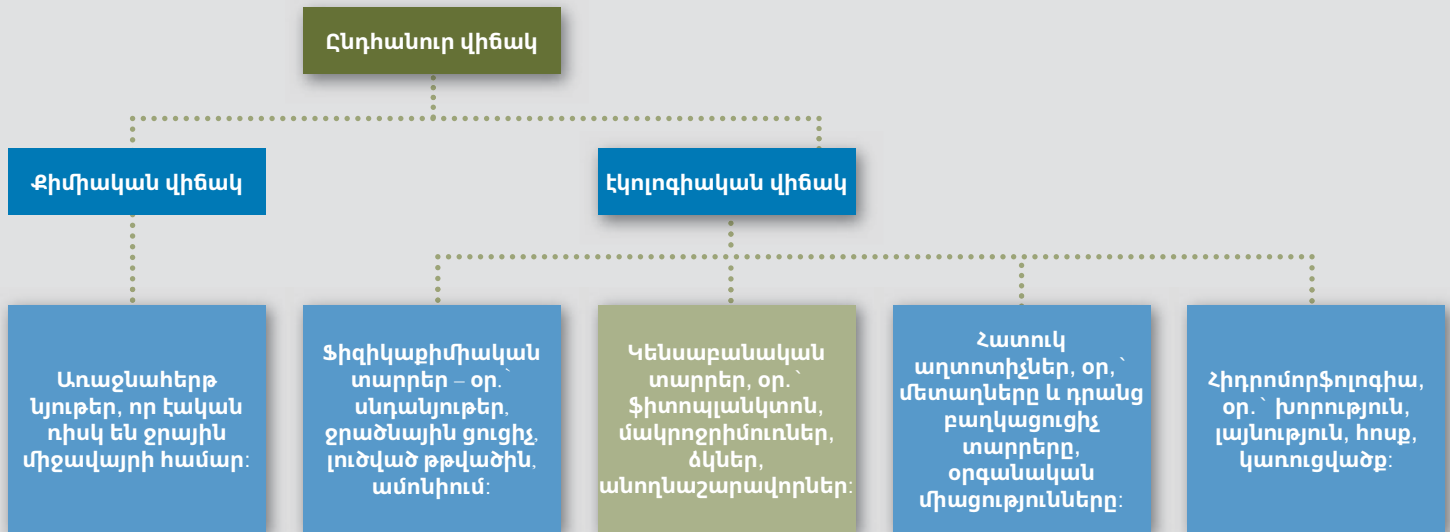 Ընդհանուր վիճակ
Քիմիական վիճակ
Էկոլոգիական վիճակ
Առաջնահերթ
նյութեր, որ էական
ռիսկ են ջրային
միջավայրի համար։
Ֆիզիկաքիմիական
տարրեր – օր.`
սնդանյութեր,
ջրածնային ցուցիչ,
լուծված թթվածին,
ամոնիում։
Կենսաբանական
տարրեր, օր.`
ֆիտոպլանկտոն,
մակրոջրիմուռներ,
ձկներ,
անողնաշարավորներ։
Հատուկ
աղտոտիչներ, օր,`
մետաղները և դրանց
բաղկացուցիչ
տարրերը,
օրգանական
միացությունները։
Հիդրոմորֆոլոգիա,
օր.` խորություն,
լայնություն, հոսք,
կառուցվածք։